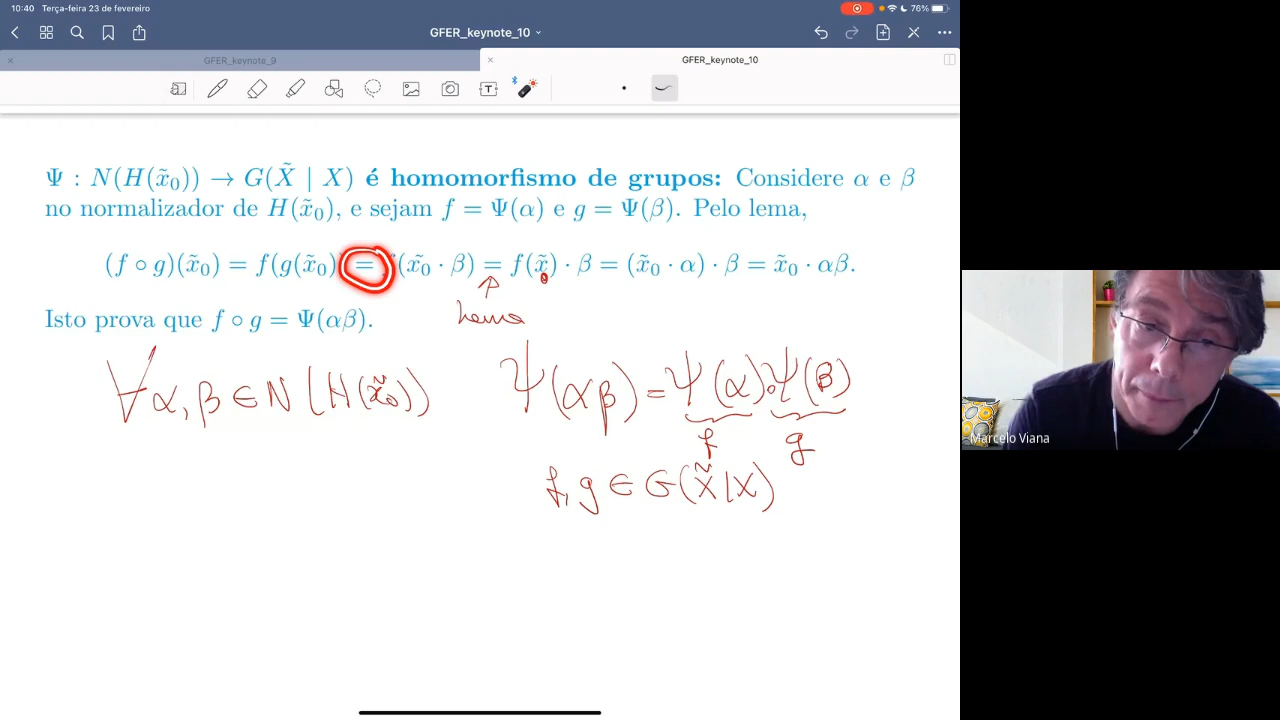 10:40 Terça-feira 23 de fevereiro 76%
GFER_keynote_10
GFER_keynote_9 GFER_keynote_10
T
Ψ : N(H(x̃₀)) → G(X̃ | X) é homomorfismo de grupos: Considere α e β
no normalizador de H(x̃₀), e sejam f = Ψ(α) e g = Ψ(β). Pelo lema,
(f ∘ g)(x̃₀) = f(g(x̃₀)) = f(x̃₀ · β) = f(x̃₀) · β = (x̃₀ · α) · β = x̃₀ · αβ.
↑
Lema
Isto prova que f ∘ g = Ψ(αβ).
∀ α, β ∈ N(H(x̃₀)) Ψ(αβ) = Ψ(α)∘Ψ(β)
f g
f, g ∈ G(X̃|X)
Marcelo Viana